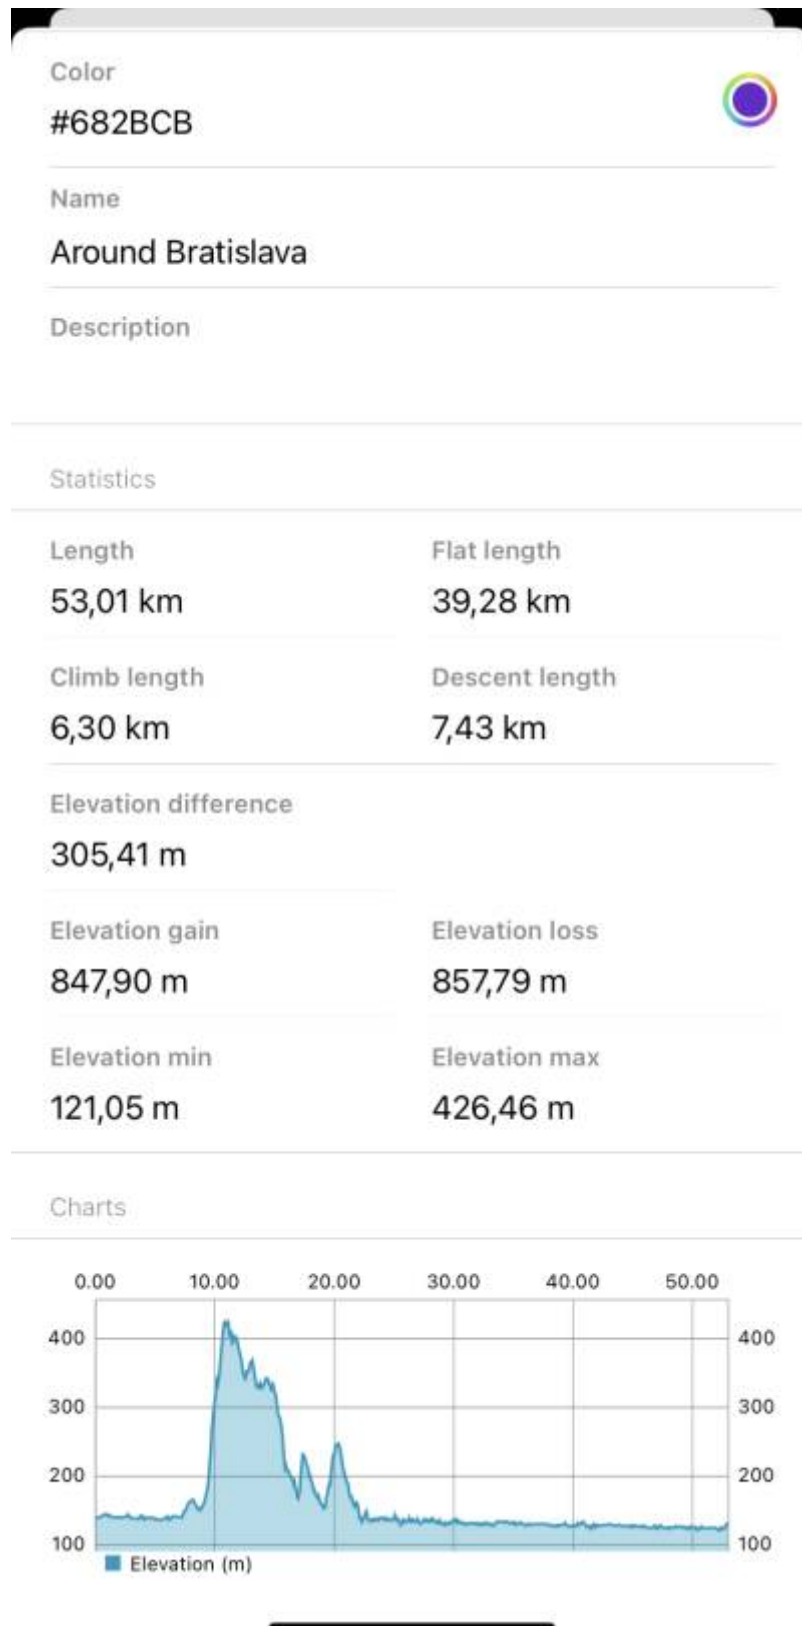 Color
#682BCB
Name
Around Bratislava
Description
Statistics
Length Flat length
53,01 km 39,28 km
Climb length Descent length
6,30 km 7,43 km
Elevation difference
305,41 m
Elevation gain Elevation loss
847,90 m 857,79 m
Elevation min Elevation max
121,05 m 426,46 m
Charts
0.00 10.00 20.00 30.00 40.00 50.00
400 400
300 300
200 200
100 100
Elevation (m)